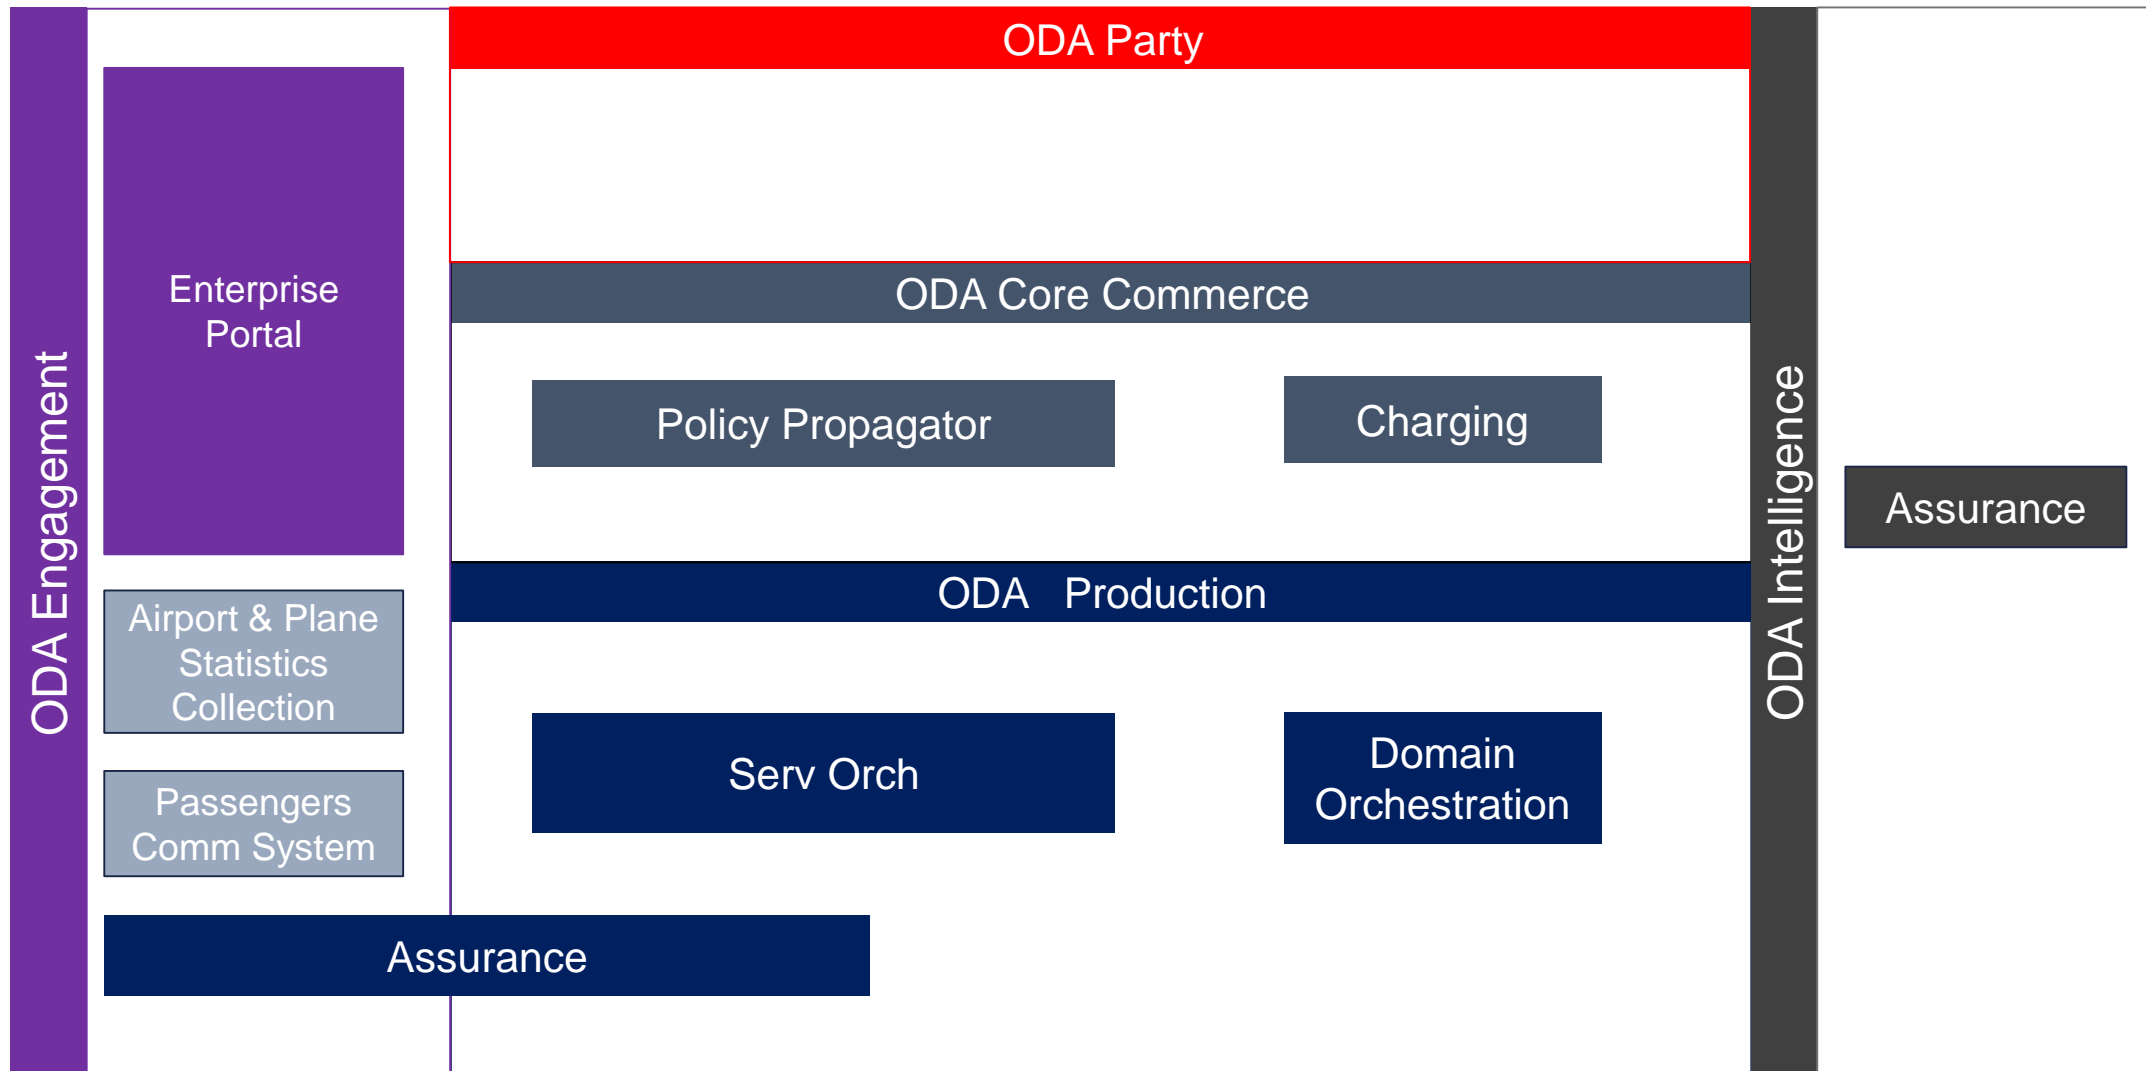 ODA Engagement
Enterprise
Portal
Airport & Plane
Statistics
Collection
Passengers
Comm System
Assurance
ODA Party
ODA Core Commerce
Policy Propagator
Charging
ODA Production
Serv Orch
Domain
Orchestration
ODA Intelligence
Assurance